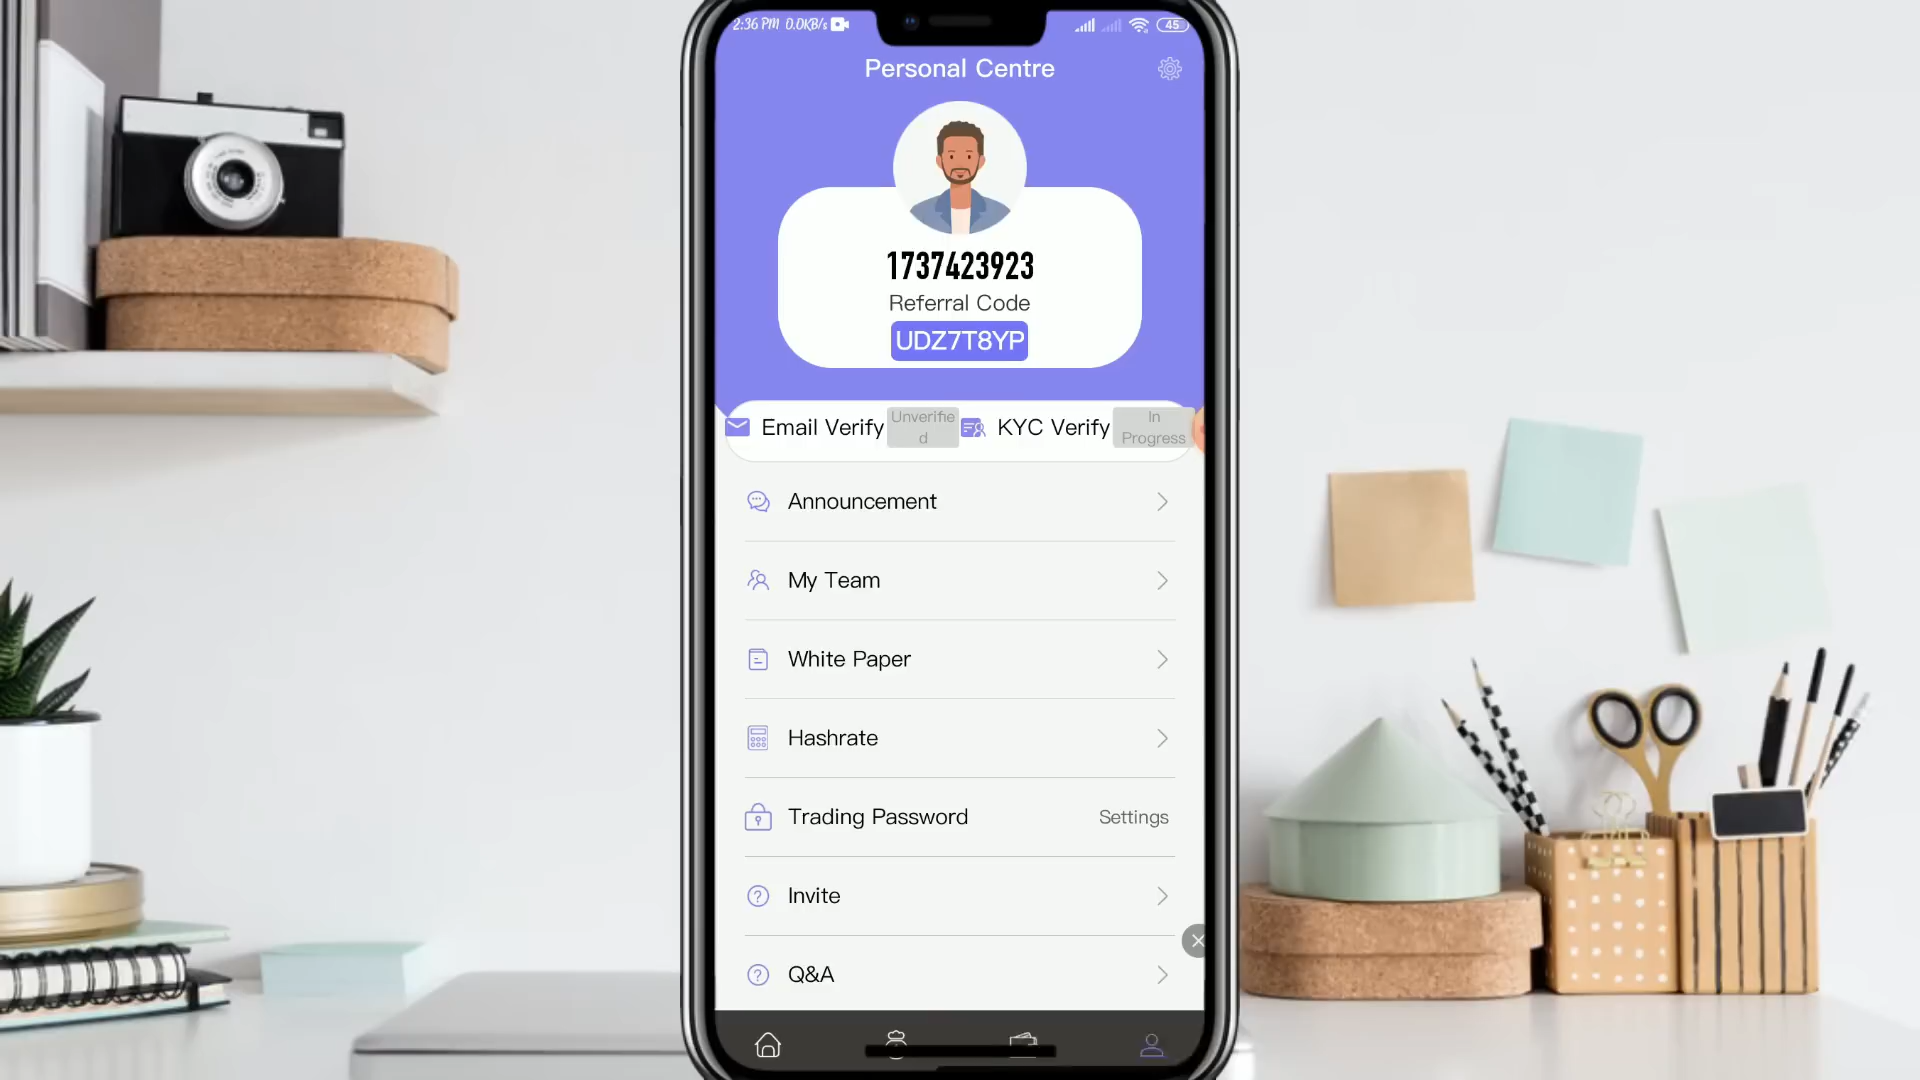 2:36 PM 0.0KB/s
45
Personal Centre
1737423923
Referral Code
UDZ7T8YP
Email Verify
Unverifie
d
KYC Verify
In
Progress
Announcement
My Team
White Paper
Hashrate
Trading Password
Settings
Invite
Q&A